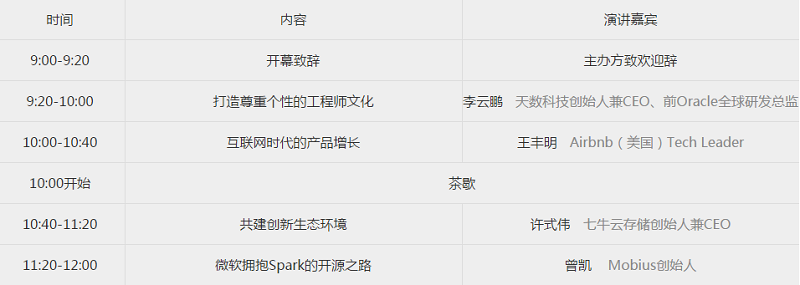 时间 内容 演讲嘉宾
9:00-9:20 开幕致辞 主办方致欢迎辞
9:20-10:00 打造尊重个性的工程师文化 李云鹏 天数科技创始人兼CEO、前Oracle全球研发总监
10:00-10:40 互联网时代的产品增长 王丰明 Airbnb（美国）Tech Leader
10:00开始 茶歇
10:40-11:20 共建创新生态环境 许式伟 七牛云存储创始人兼CEO
11:20-12:00 微软拥抱Spark的开源之路 曾凯 Mobius创始人